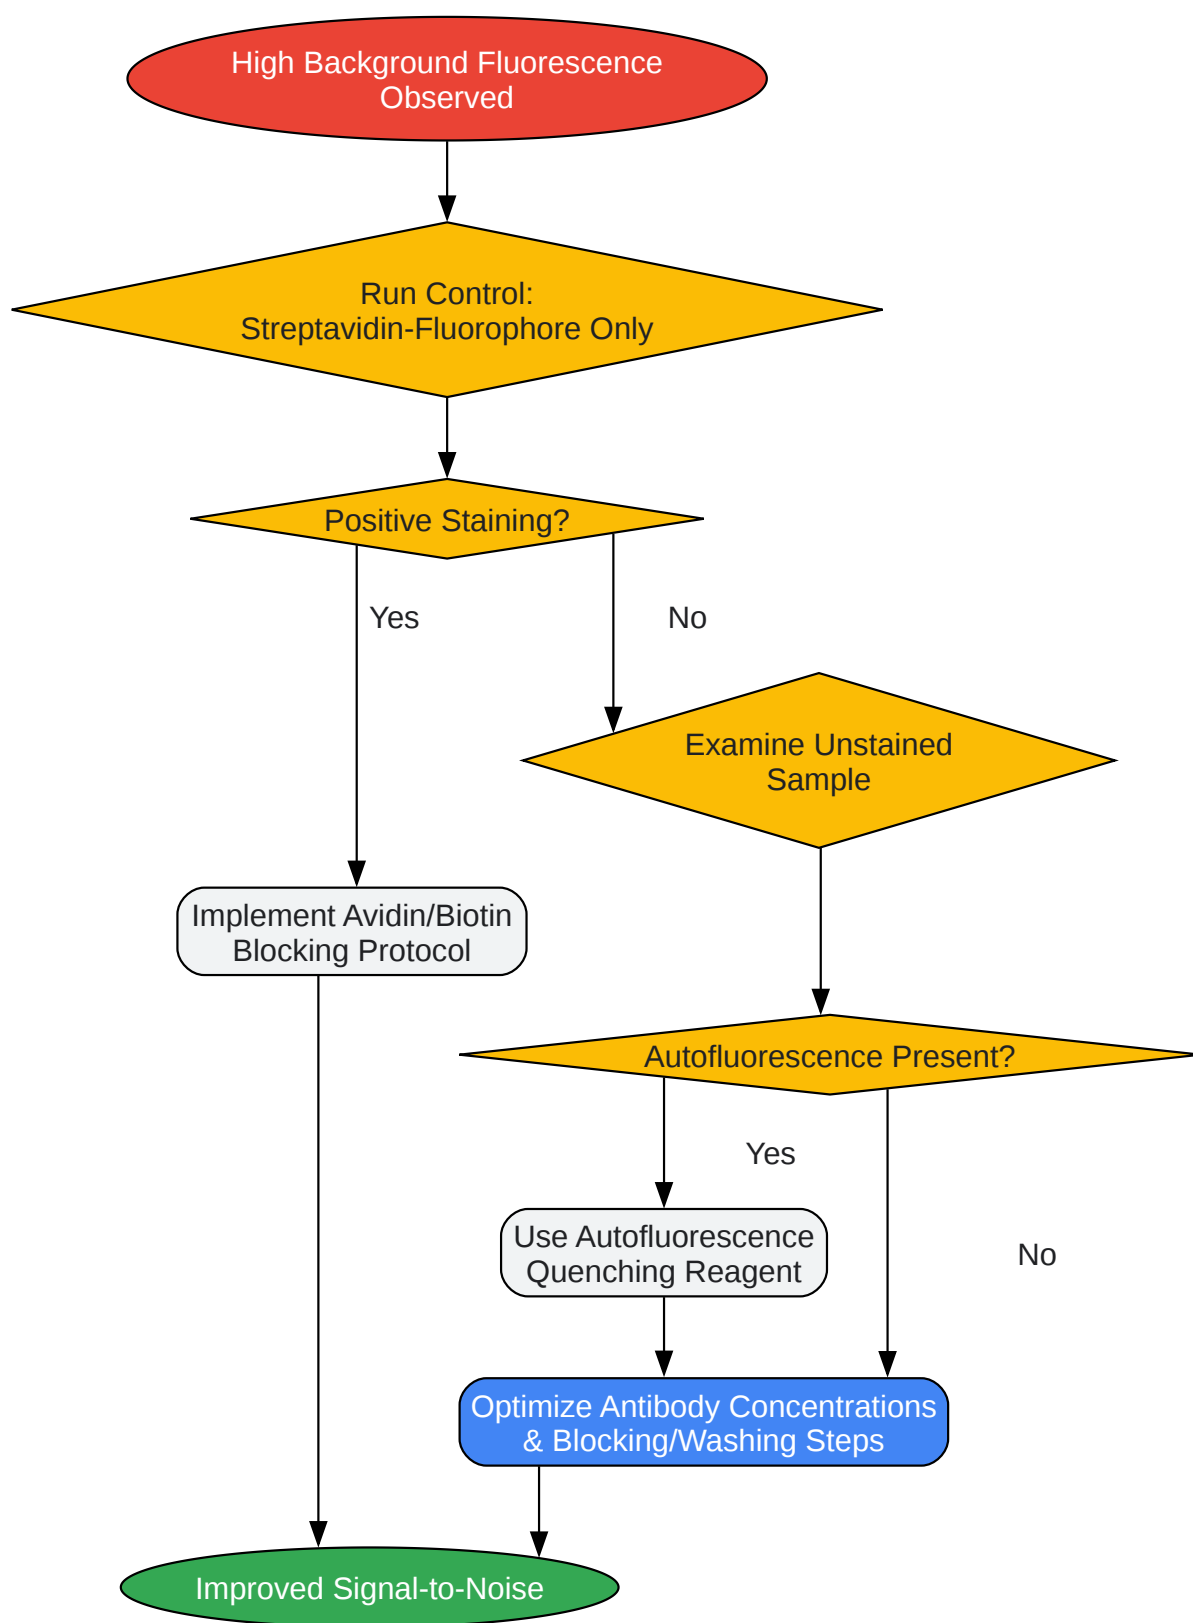 High Background Fluorescence
Observed
Run Control:
Streptavidin-Fluorophore Only
Positive Staining?
Yes
No
Examine Unstained
Sample
Implement Avidin/Biotin
Blocking Protocol
Autofluorescence Present?
Yes
Use Autofluorescence
Quenching Reagent
No
Optimize Antibody Concentrations
& Blocking/Washing Steps
Improved Signal-to-Noise